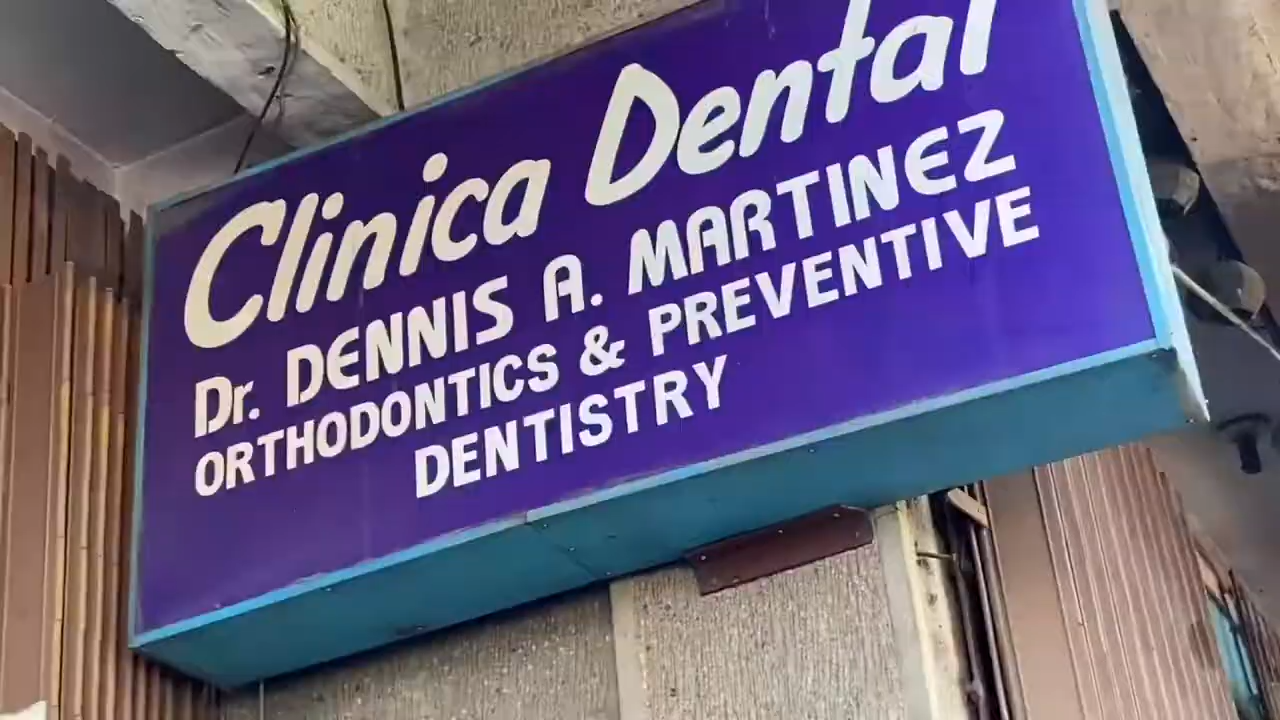 Clinica Dental
Dr. DENNIS A. MARTINEZ
ORTHODONTICS & PREVENTIVE
DENTISTRY